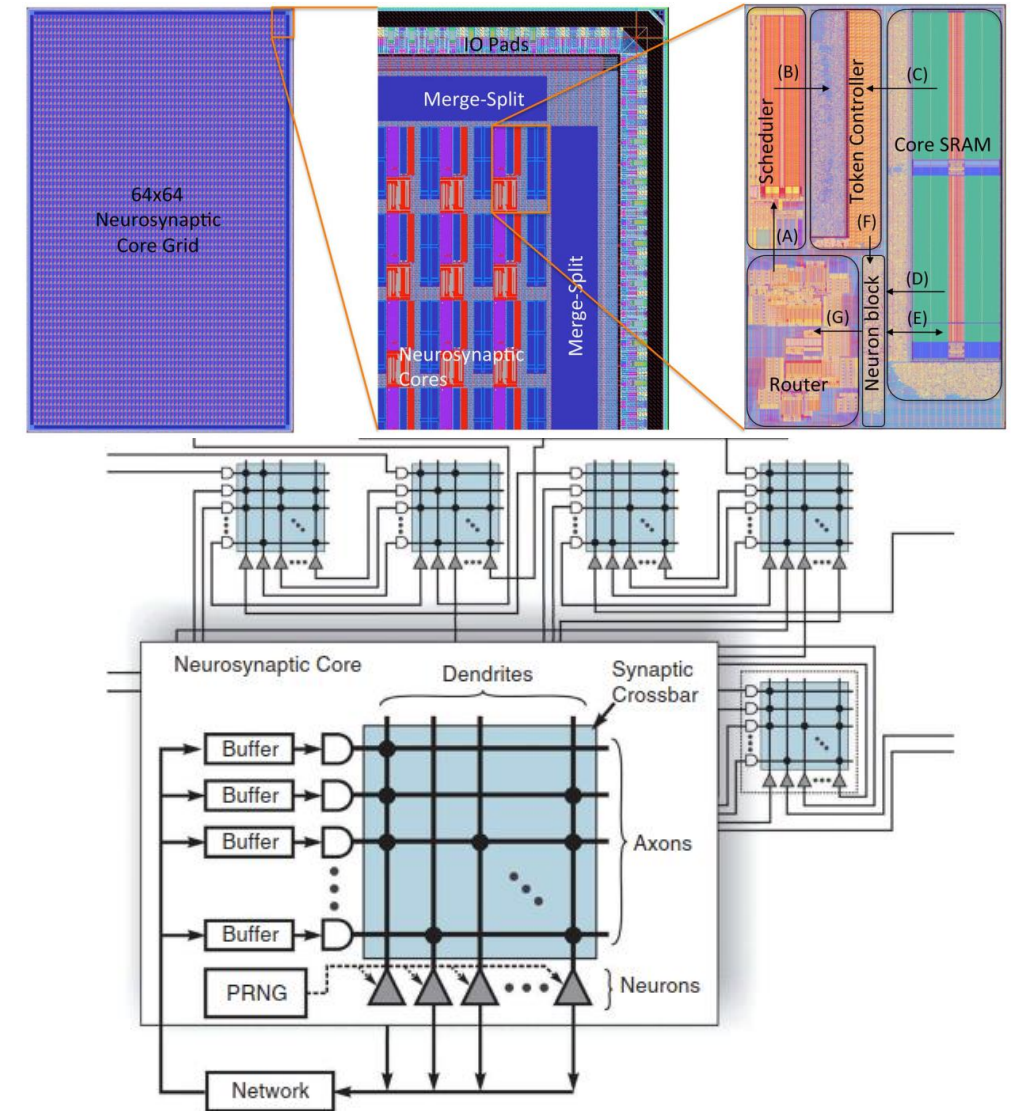 64x64
Neurosynaptic
Core Grid
IO Pads
Merge-Split
Merge-Split
Neurosynaptic
Cores
(B)
(C)
Scheduler
Token Controller
Core SRAM
(A)
(F)
(D)
(E)
(G)
Neuron block
Router
Neurosynaptic Core
Dendrites
Synaptic
Crossbar
Buffer
Buffer
Buffer
Axons
Buffer
PRNG
Neurons
Network